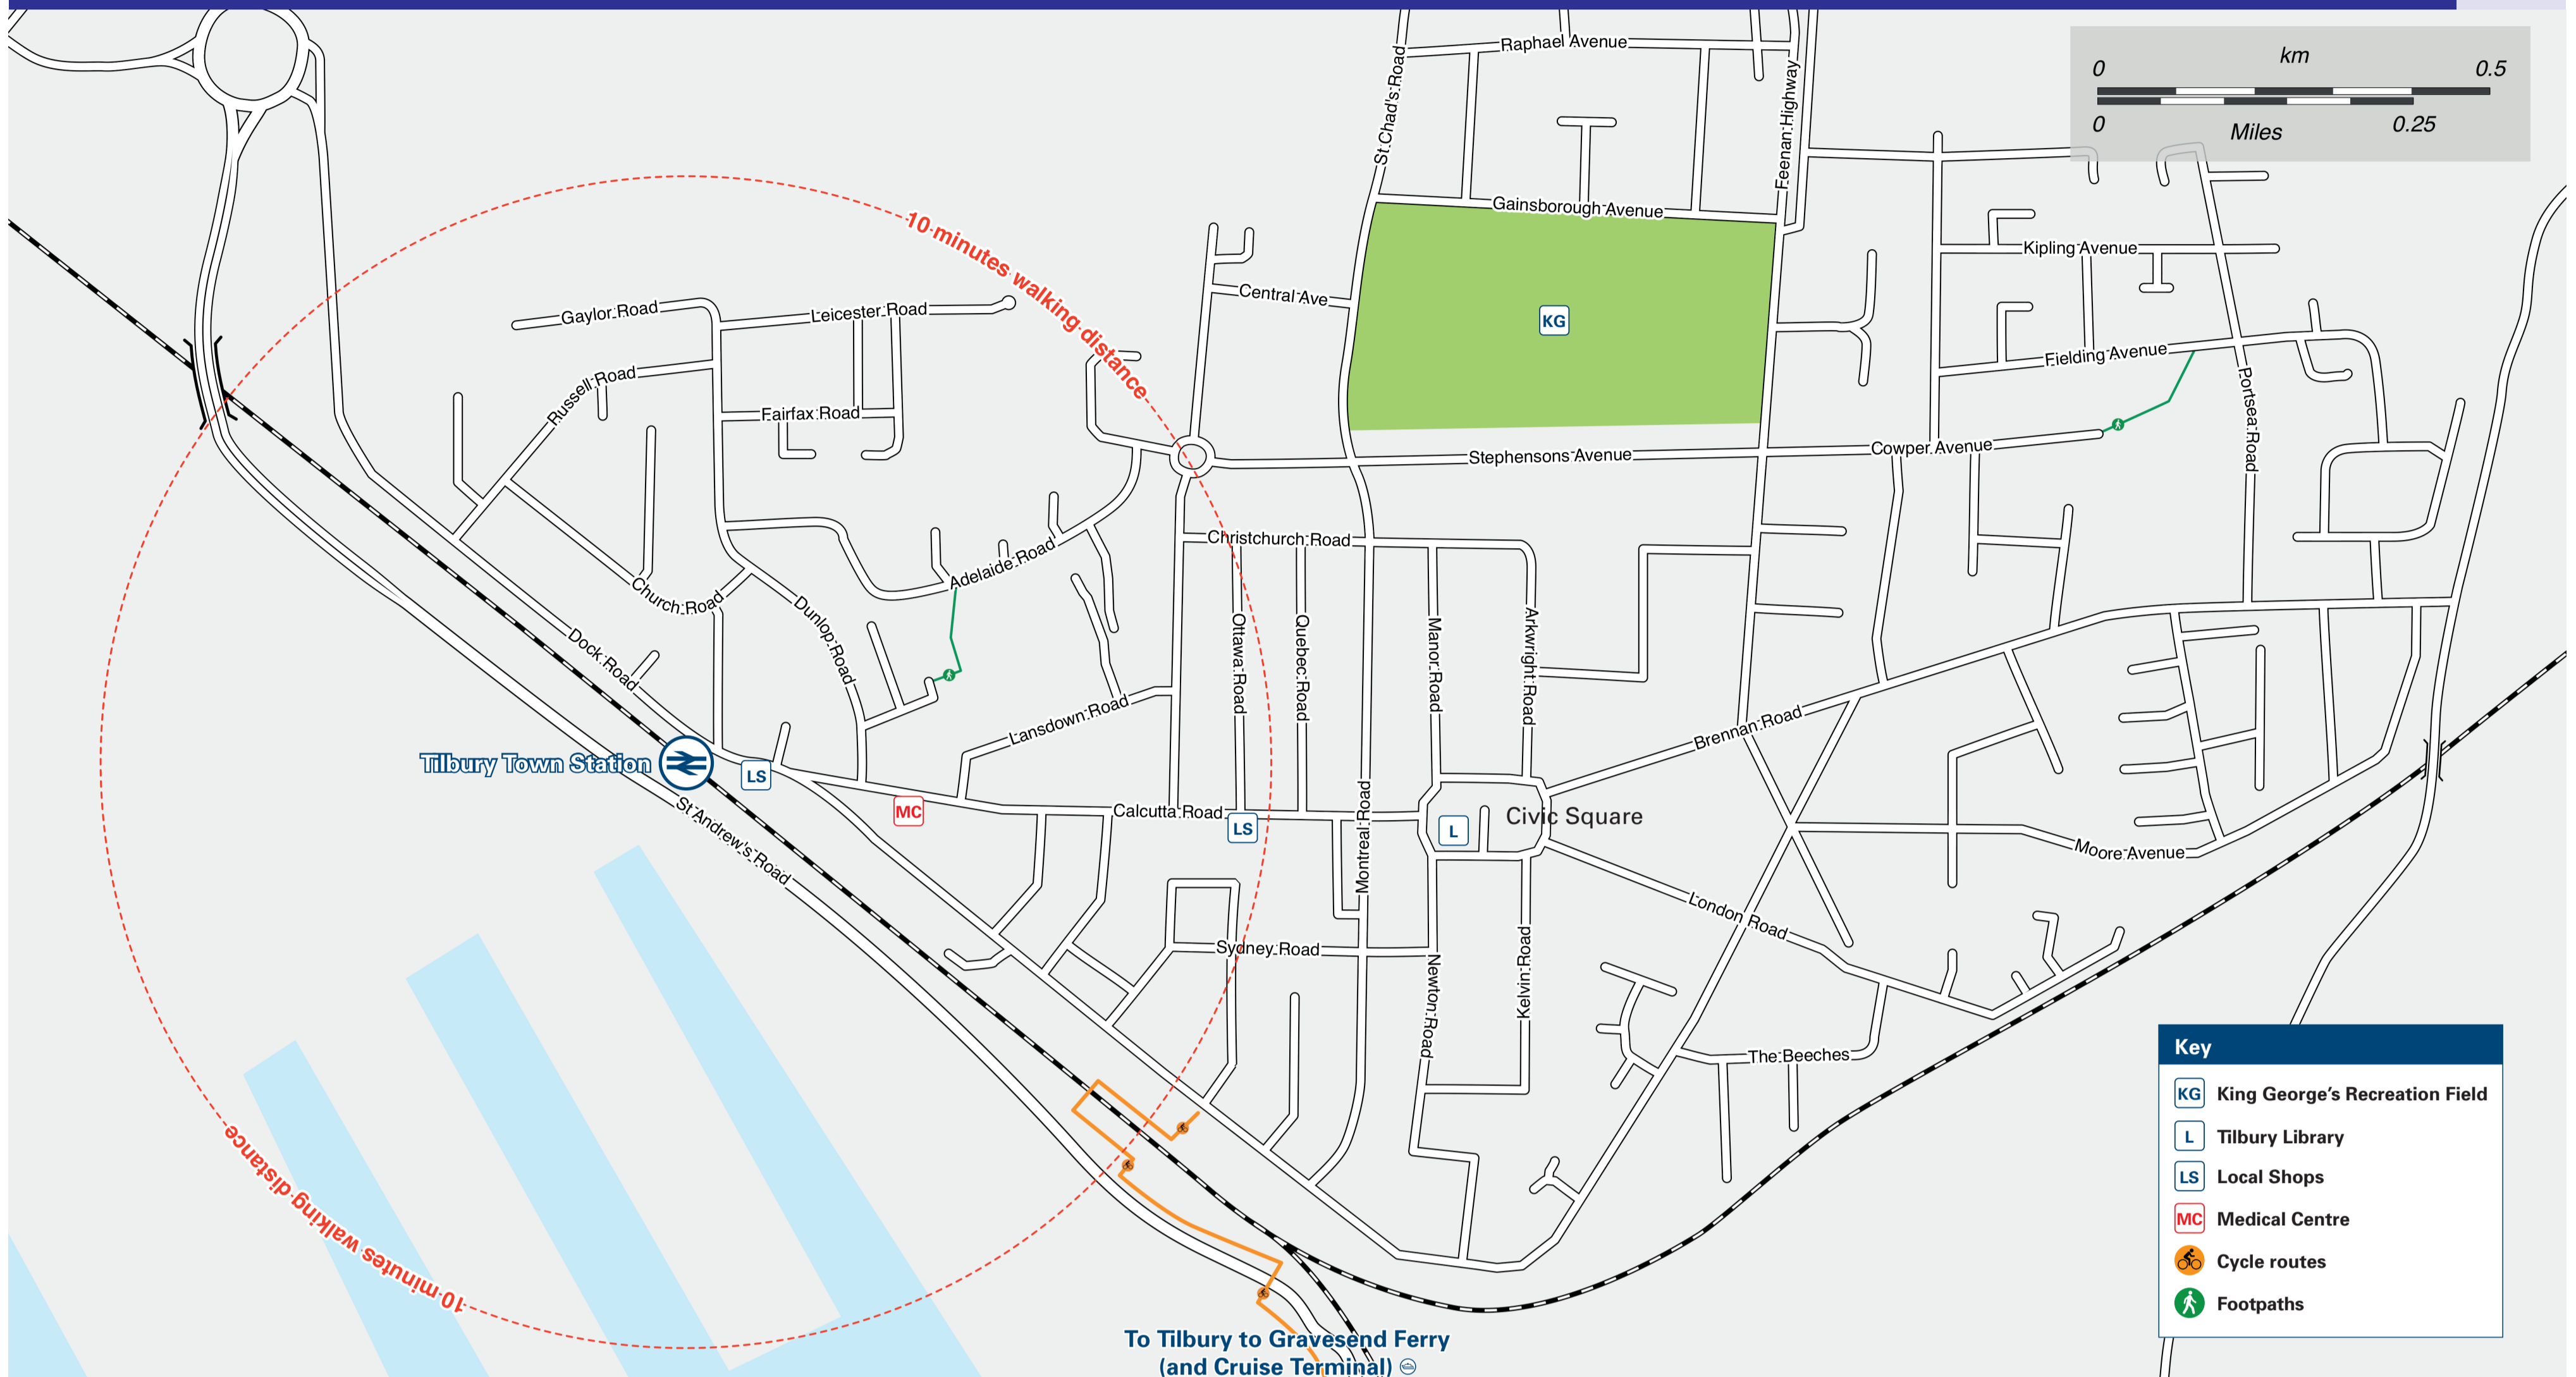 Raphael Avenue
St Chad's Road
Feenan Highway
km
0
0.5
0
0.25
Miles
Gainsborough Avenue
10 minutes walking distance
Kipling Avenue
Central Ave
KG
Gaylor Road
Leicester Road
Russell Road
Fairfax Road
Fielding Avenue
Portsea Road
Stephensons Avenue
Cowper Avenue
Christchurch Road
Adelaide Road
Church Road
Dunlop Road
Dock Road
Ottawa Road
Quebec Road
Manor Road
Arkwright Road
Lansdown Road
Brennan Road
Tilbury Town Station
LS
MC
Calcutta Road
LS
Montreal Road
L
Civic Square
St Andrew's Road
Moore Avenue
London Road
Sydney Road
Newton Road
Kelvin Road
The Beeches
10 minutes walking distance
To Tilbury to Gravesend Ferry
(and Cruise Terminal)
Key
KG King George's Recreation Field
L Tilbury Library
LS Local Shops
MC Medical Centre
Cycle routes
Footpaths